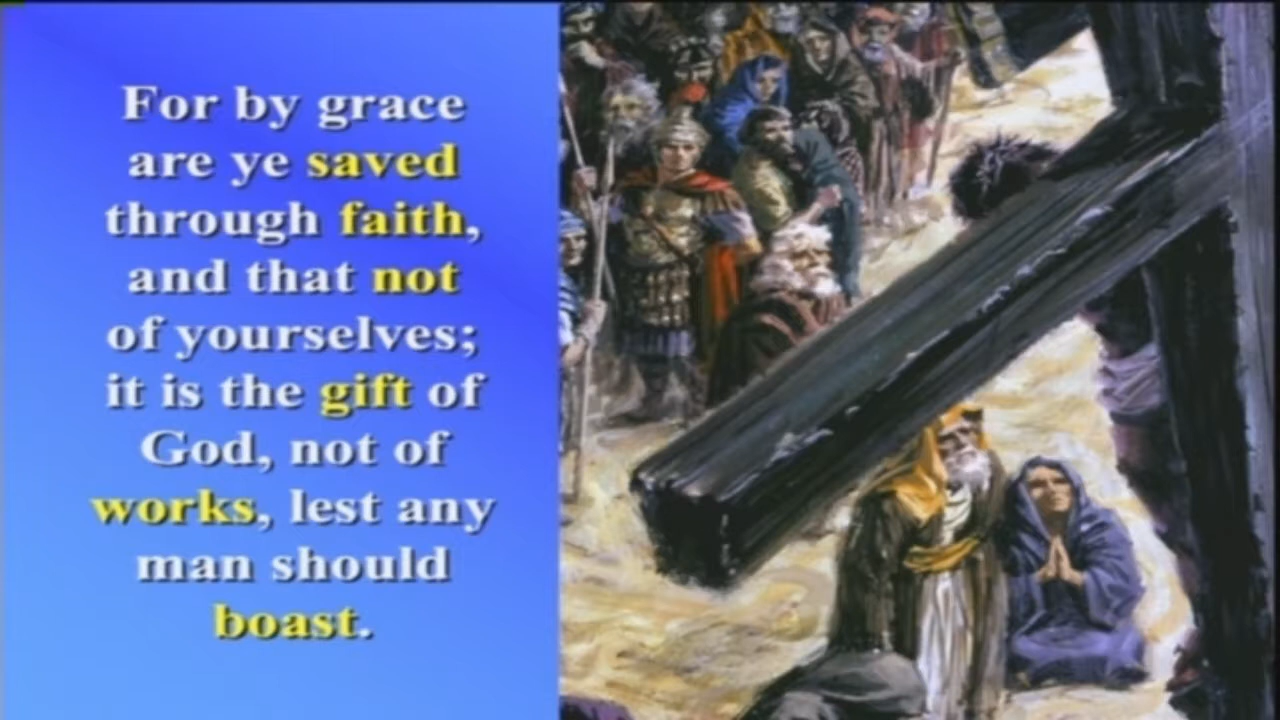 For by grace
are ye saved
through faith,
and that not
of yourselves;
it is the gift of
God, not of
works, lest any
man should
boast.